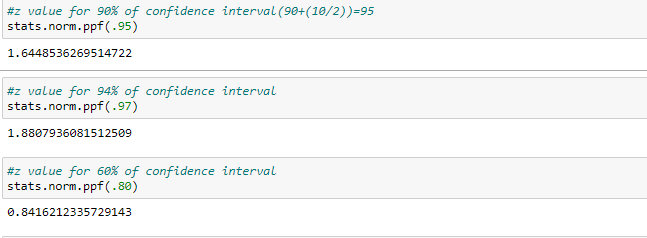 #z value for 90% of confidence interval(90+(10/2))=95
stats.norm.ppf(.95)
1.6448536269514722
#z value for 94% of confidence interval
stats.norm.ppf(.97)
1.8807936081512509
#z value for 60% of confidence interval
stats.norm.ppf(.80)
0.8416212335729143